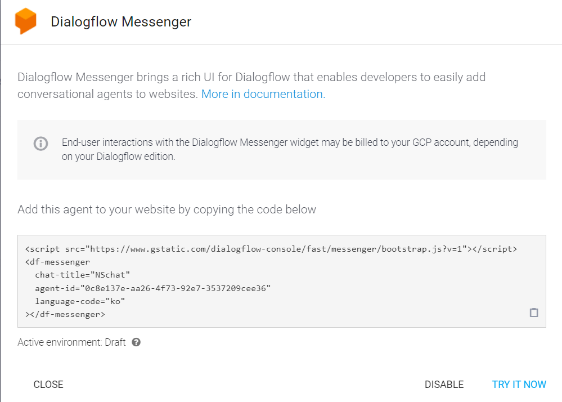 Dialogflow Messenger
Dialogflow Messenger brings a rich UI for Dialogflow that enables developers to easily add
conversational agents to websites. More in documentation.
End-user interactions with the Dialogflow Messenger widget may be billed to your GCP account, depending
on your Dialogflow edition.
Add this agent to your website by copying the code below
<script src="https://www.gstatic.com/dialogflow-console/fast/messenger/bootstrap.js?v=1"></script>
<df-messenger
chat-title="NSchat"
agent-id="0c8e137e-aa26-4f73-92e7-3537209cee36"
language-code="ko"
></df-messenger>
Active environment: Draft
CLOSE DISABLE TRY IT NOW